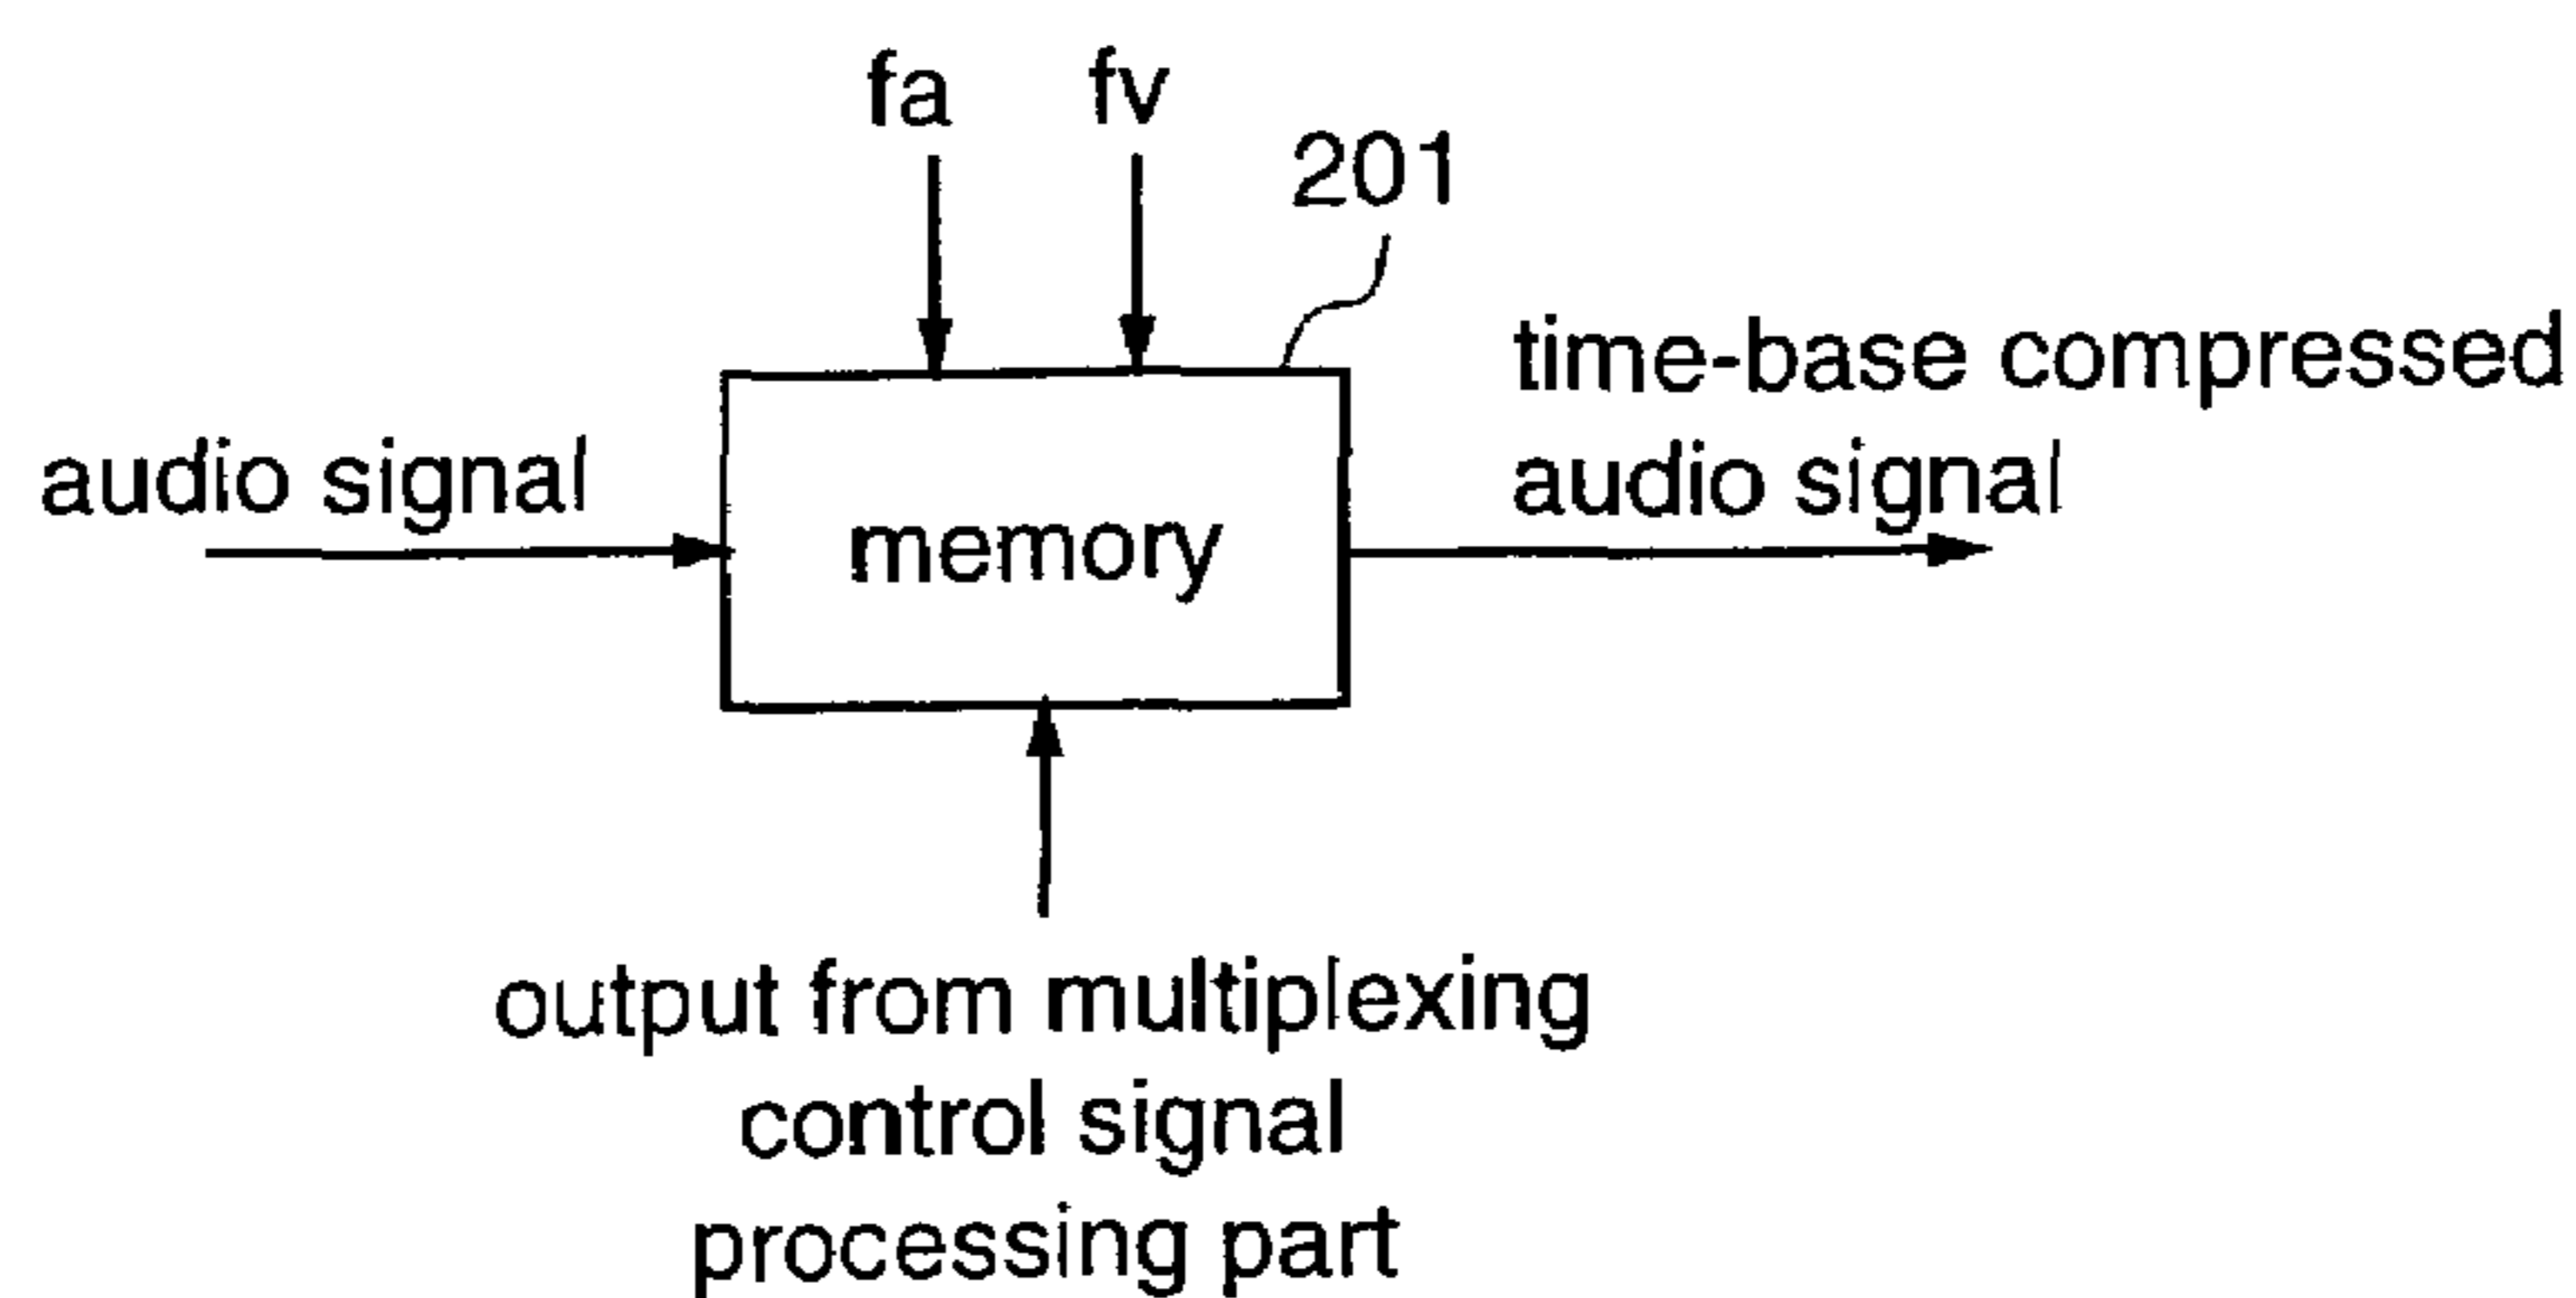 fa
fv
201
time-base compressed
audio signal
audio signal
memory
output from multiplexing
control signal
processing part